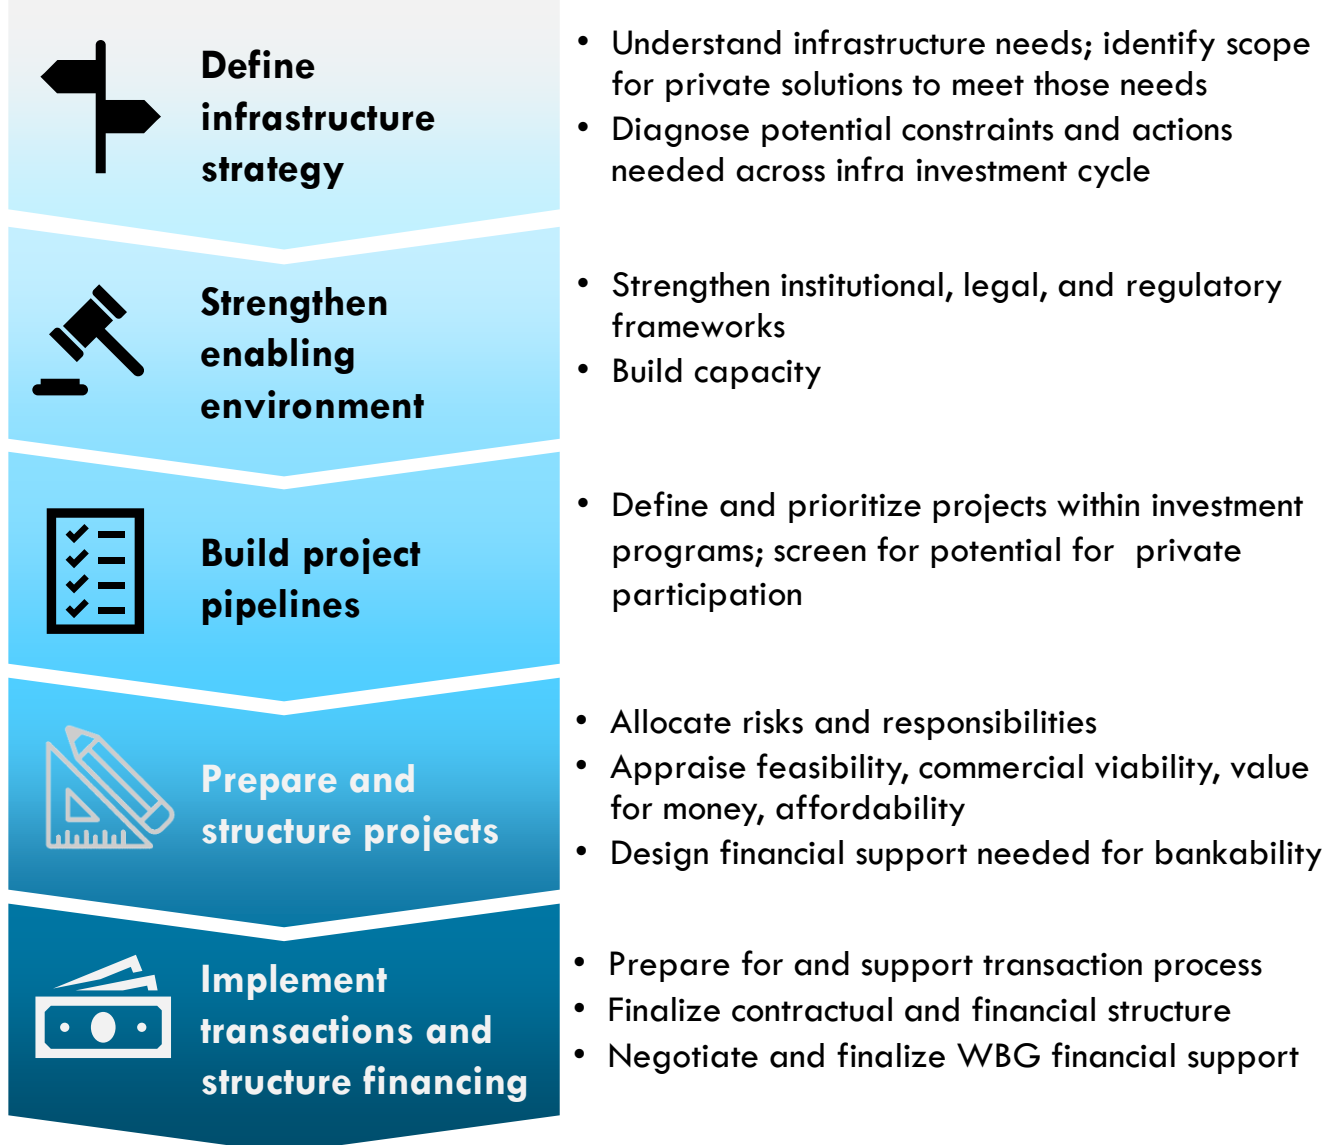 Define
infrastructure
strategy
• Understand infrastructure needs; identify scope
for private solutions to meet those needs
• Diagnose potential constraints and actions
needed across infra investment cycle
Strengthen
enabling
environment
• Strengthen institutional, legal, and regulatory
frameworks
• Build capacity
Build project
pipelines
• Define and prioritize projects within investment
programs; screen for potential for  private
participation
Prepare and
structure projects
• Allocate risks and responsibilities
• Appraise feasibility, commercial viability, value
for money, affordability
• Design financial support needed for bankability
Implement
transactions and
structure financing
• Prepare for and support transaction process
• Finalize contractual and financial structure
• Negotiate and finalize WBG financial support